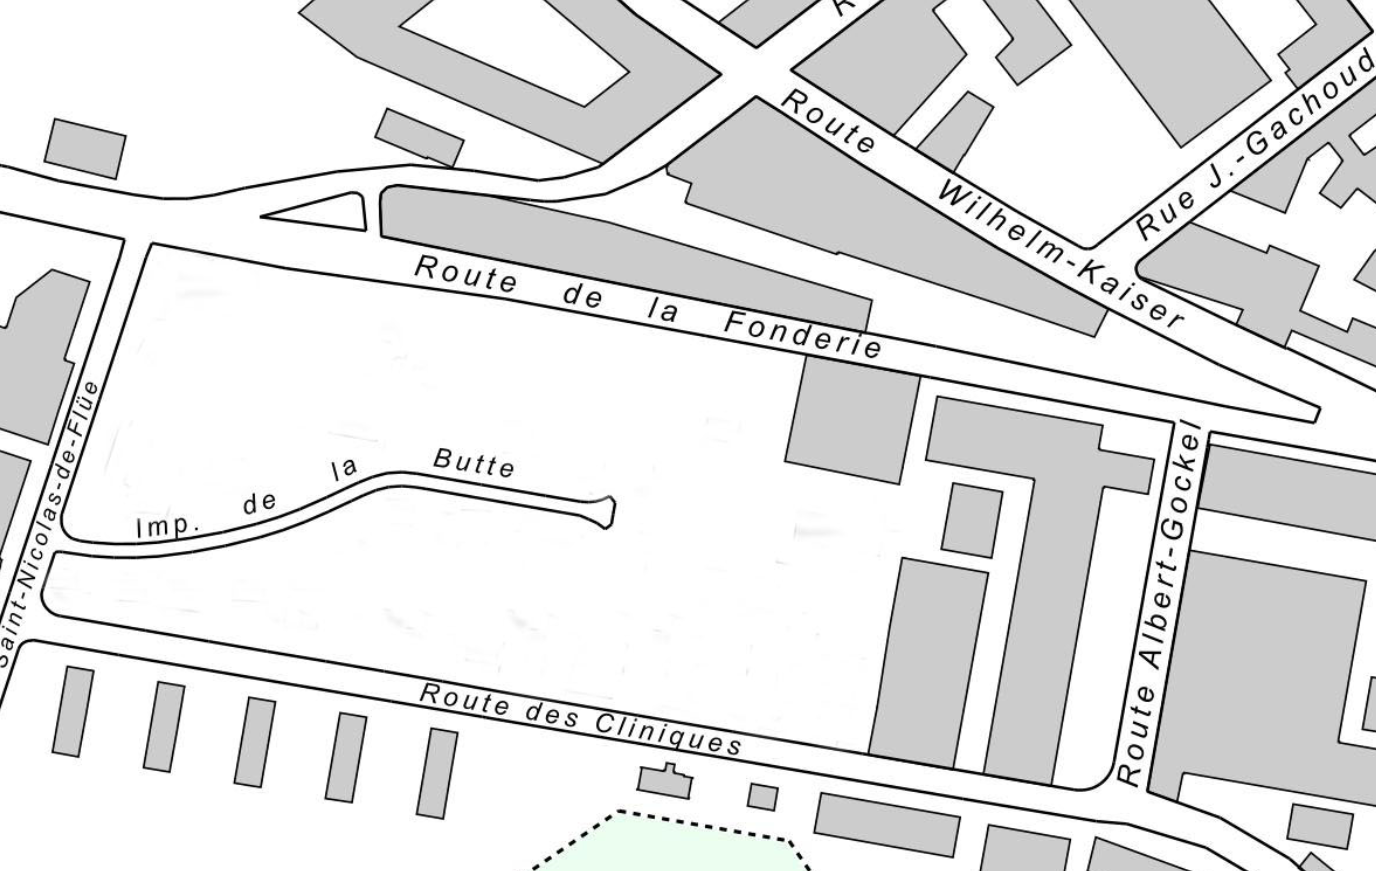 R
Route Wilhelm-Kaiser
Rue J.-Gachoud
Route de la Fonderie
Saint-Nicolas-de-Flüe
Imp. de la Butte
Route Albert-Gockel
Route des Cliniques